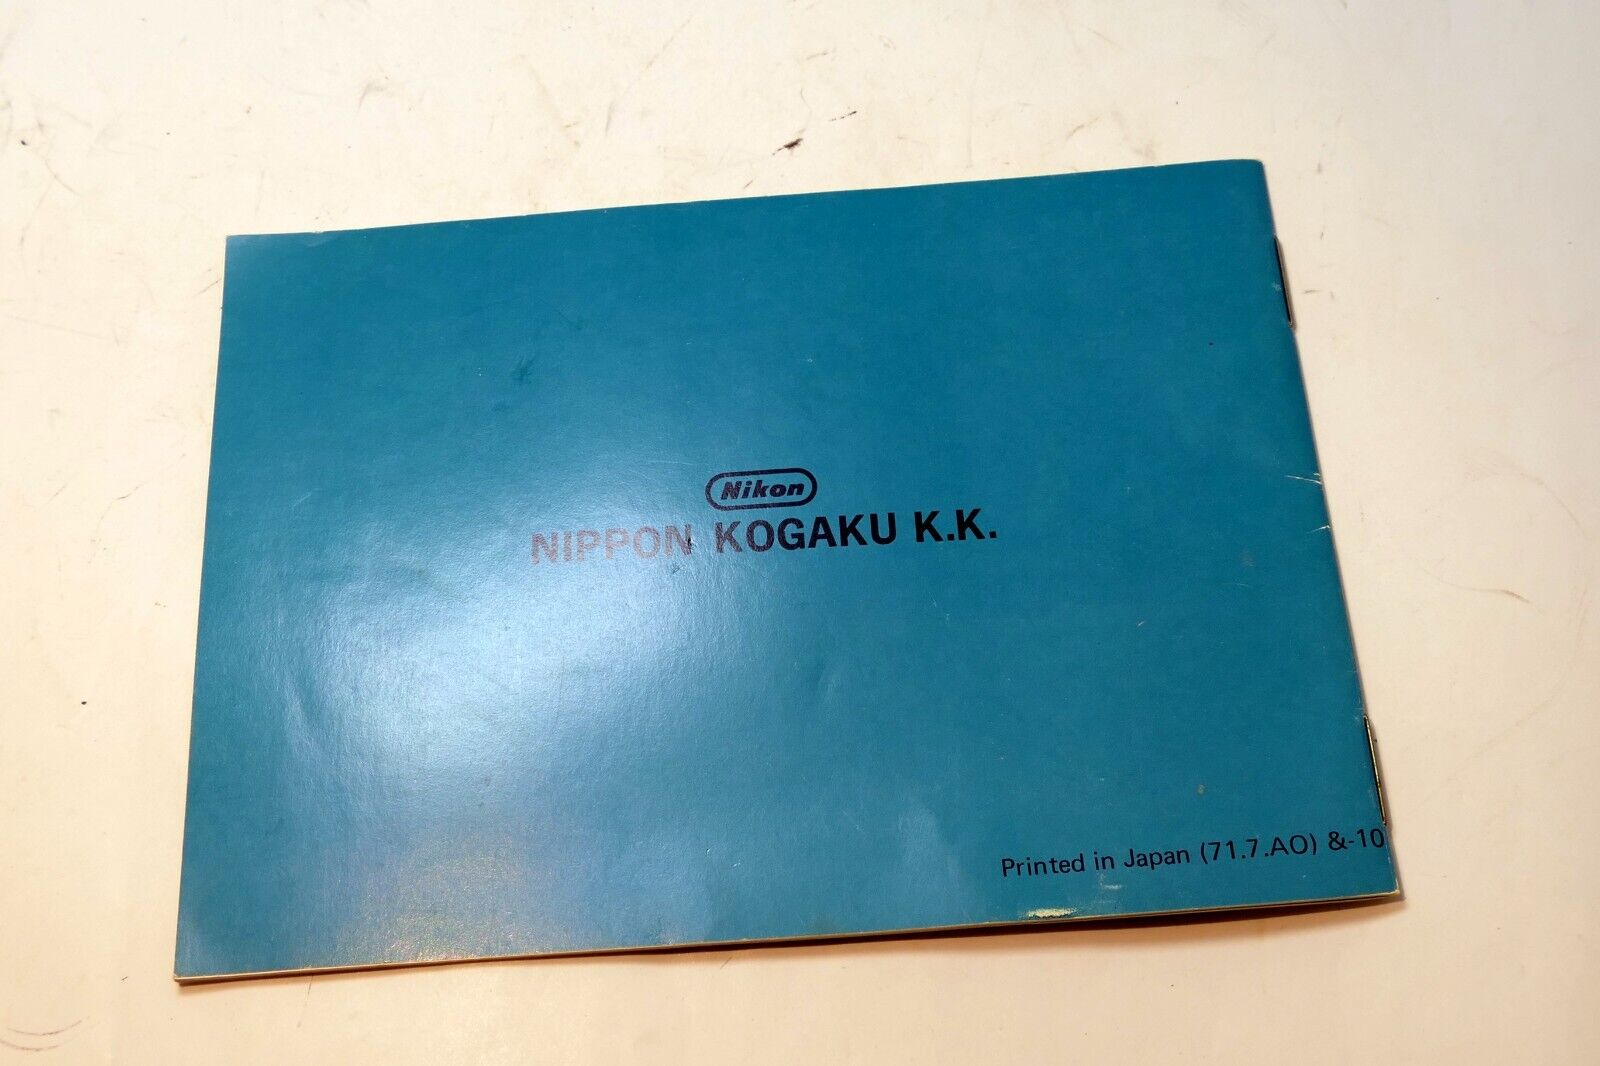 Nikon
NIPPON KOGAKU K.K.
Printed in Japan (71.7.AO) &-10